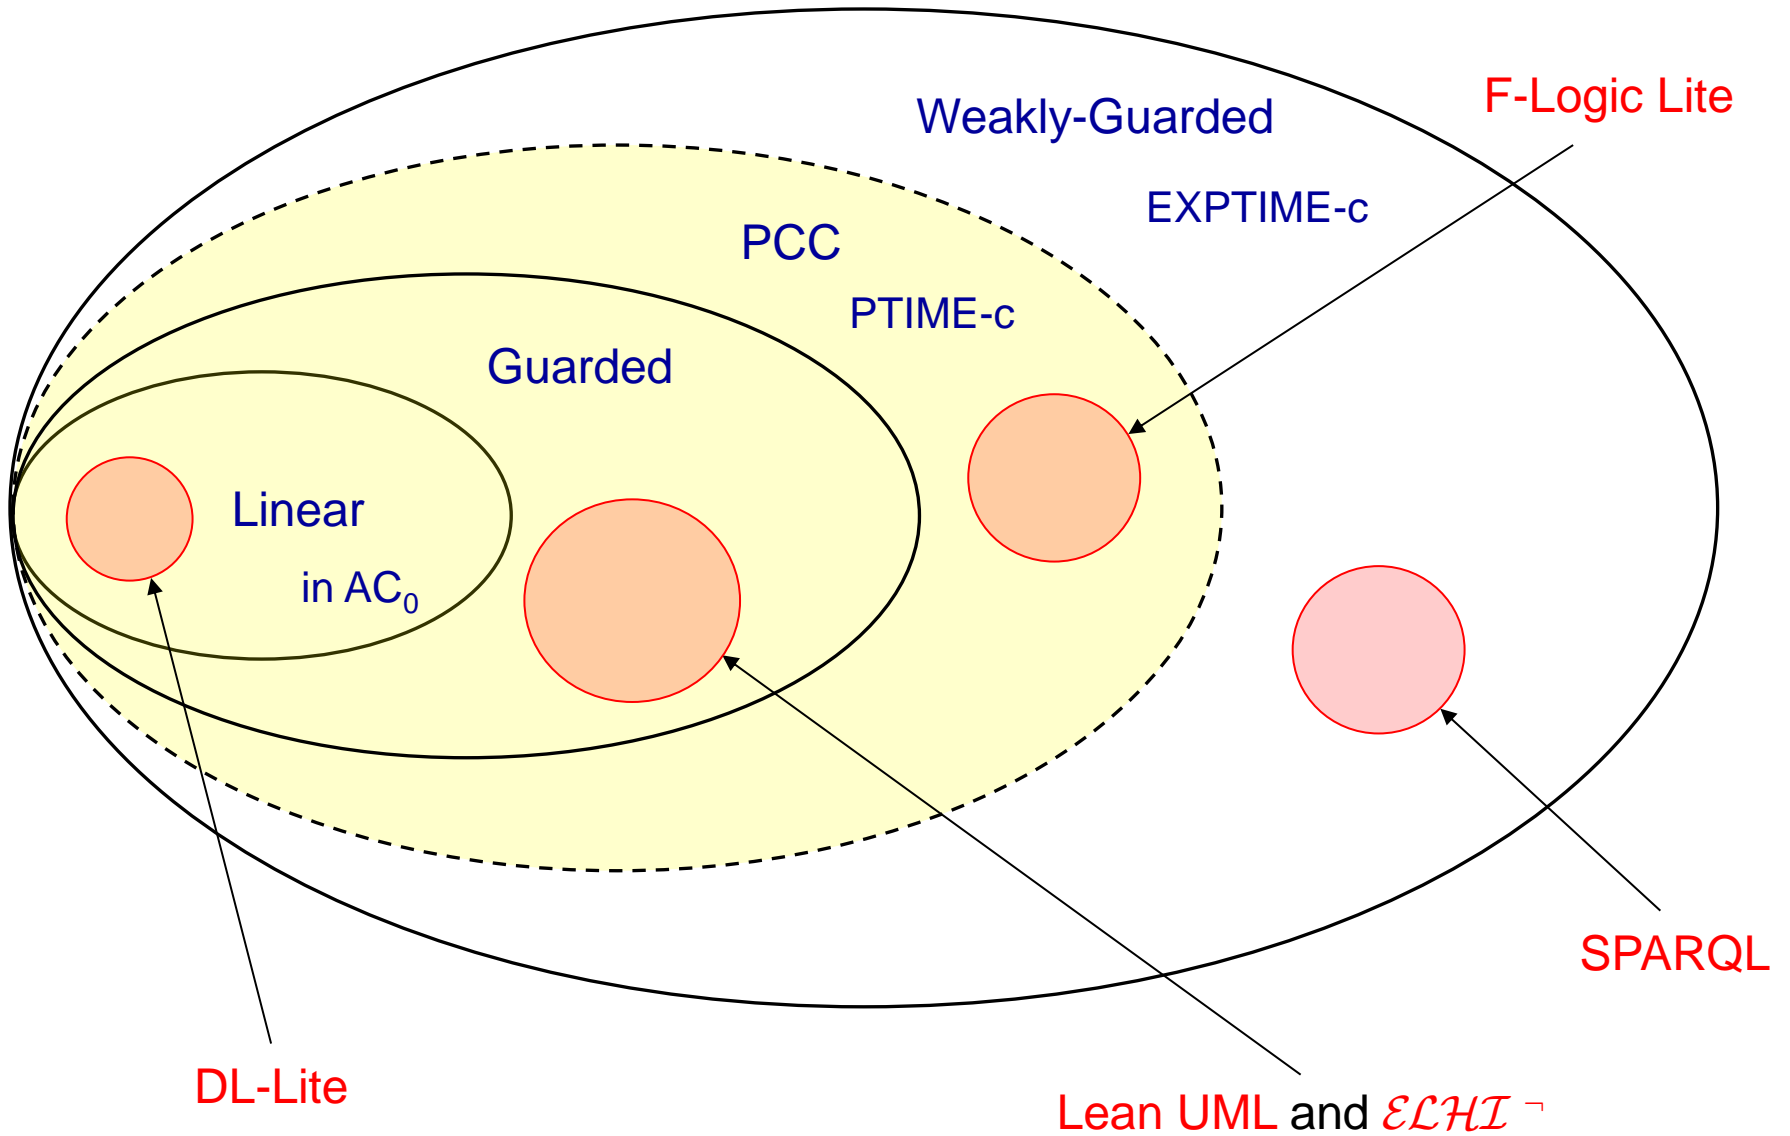 F-Logic Lite
Weakly-Guarded
EXPTIME-c
PCC
PTIME-c
Guarded
Linear
in AC₀
SPARQL
DL-Lite
Lean UML and ℰℒℋℐ ¬